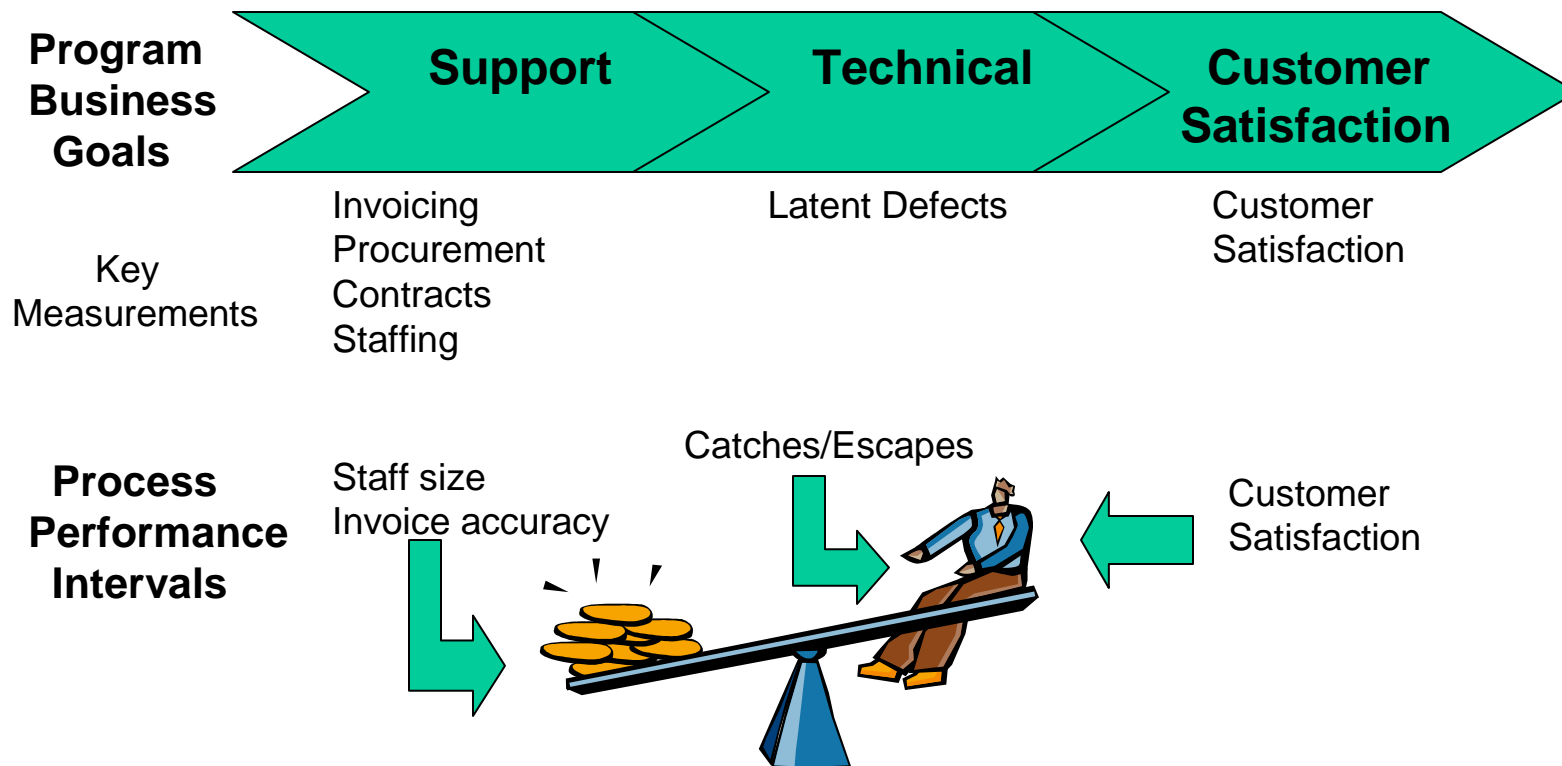 Program
Business
Goals
Support
Technical
Customer
Satisfaction
Key
Measurements
Invoicing
Procurement
Contracts
Staffing
Latent Defects
Customer
Satisfaction
Process
Performance
Intervals
Staff size
Invoice accuracy
Catches/Escapes
Customer
Satisfaction